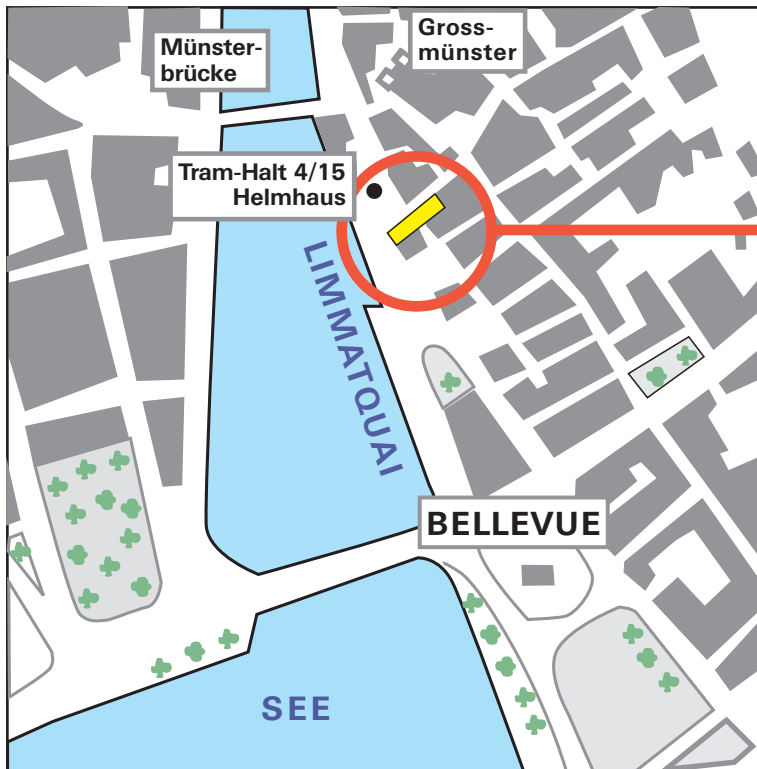 Münster-
brücke
Gross-
münster
Tram-Halt 4/15
Helmhaus
LIMMATQUAI
BELLEVUE
SEE